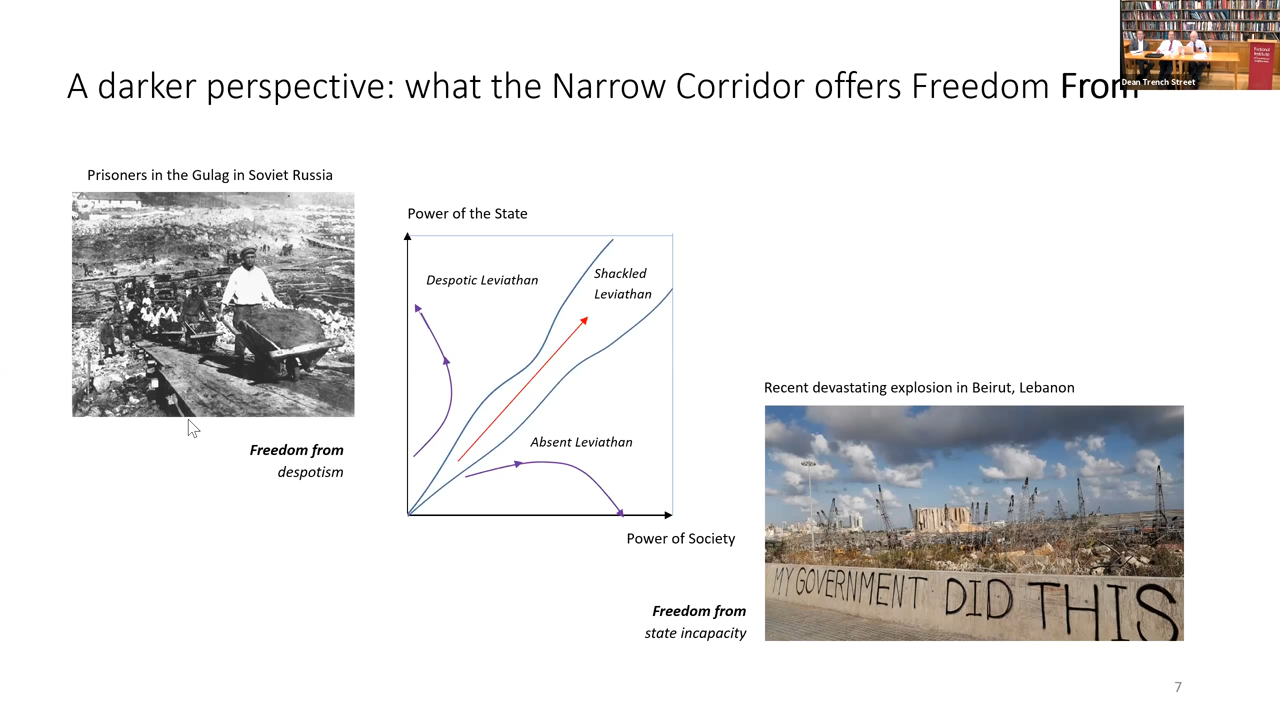 A darker perspective: what the Narrow Corridor offers Freedom From
Dean Trench Street
Prisoners in the Gulag in Soviet Russia
Power of the State
Despotic Leviathan
Shackled
Leviathan
Absent Leviathan
Power of Society
Freedom from
despotism
Recent devastating explosion in Beirut, Lebanon
MY GOVERNMENT DID THIS
Freedom from
state incapacity
7